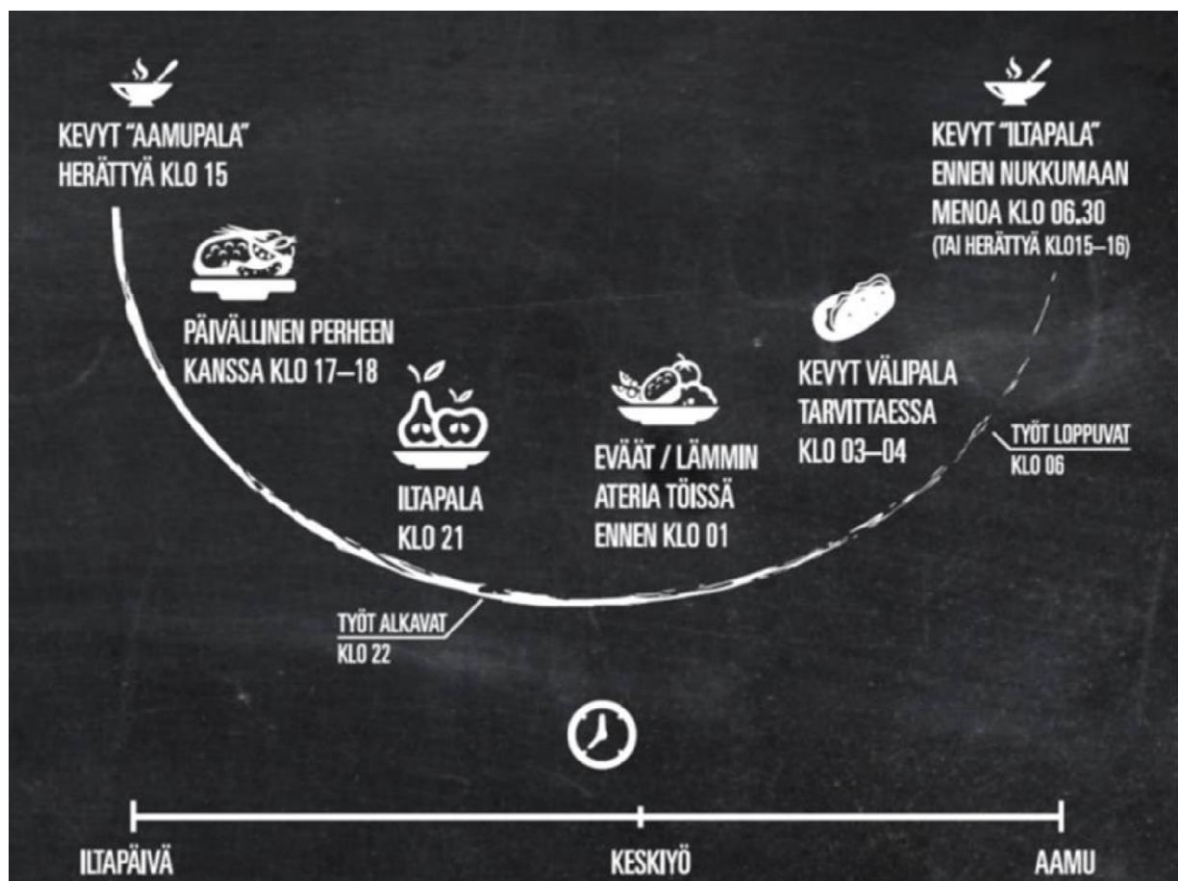 KEVYT "AAMUPALA"
HERÄTTYÄ KLO 15
PÄIVÄLLINEN PERHEEN
KANSSA KLO 17–18
ILTAPALA
KLO 21
TYÖT ALKAVAT
KLO 22
EVÄÄT / LÄMMIN
ATERIA TÖISSÄ
ENNEN KLO 01
KEVYT VÄLIPALA
TARVITTAESSA
KLO 03–04
TYÖT LOPPUVAT
KLO 06
KEVYT "ILTAPALA"
ENNEN NUKKUMAAN
MENOA KLO 06.30
(TAI HERÄTTYÄ KLO15–16)
ILTAPÄIVÄ
KESKIYÖ
AAMU